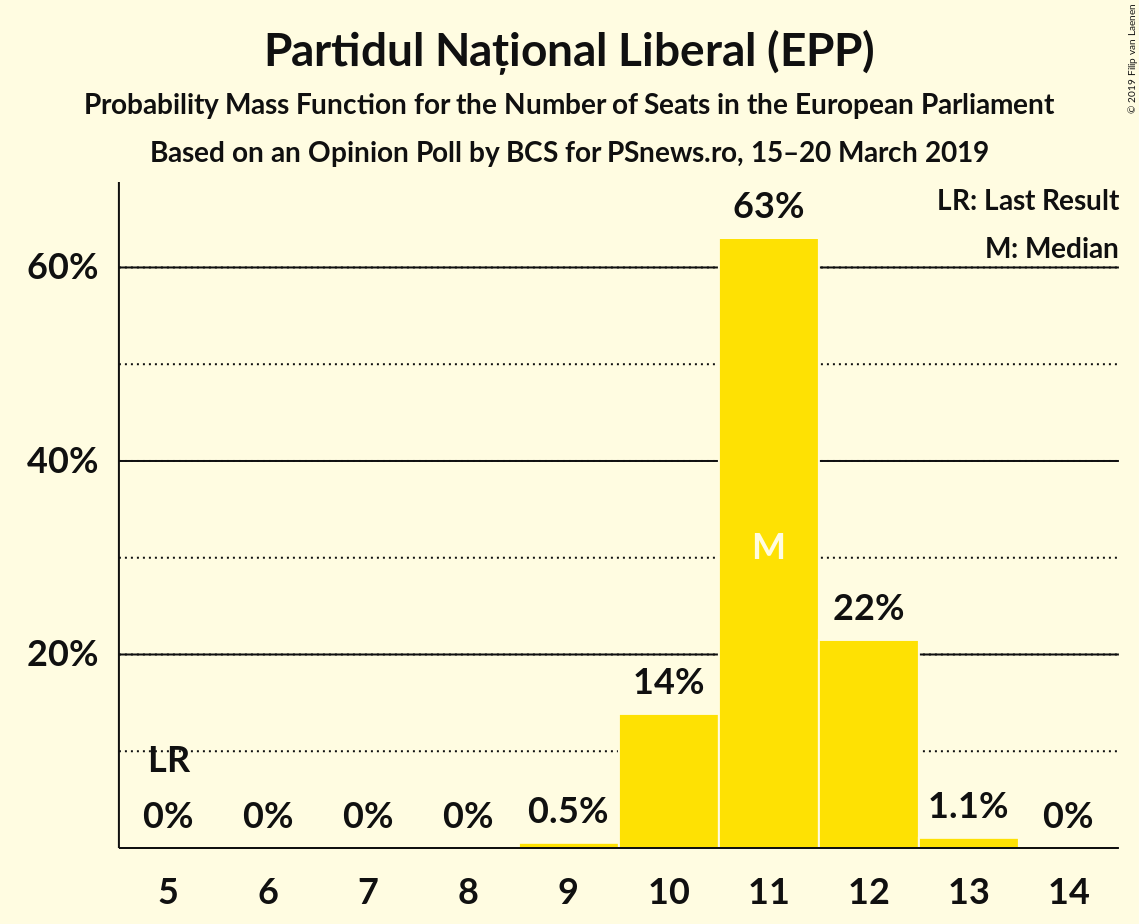 Partidul Național Liberal (EPP)
Probability Mass Function for the Number of Seats in the European Parliament
Based on an Opinion Poll by BCS for PSnews.ro, 15–20 March 2019
© 2019 Filip van Laenen
LR: Last Result
M: Median
63%
60%
40%
M
22%
20%
14%
LR
0% 0% 0% 0% 0.5% 1.1% 0%
5 6 7 8 9 10 11 12 13 14